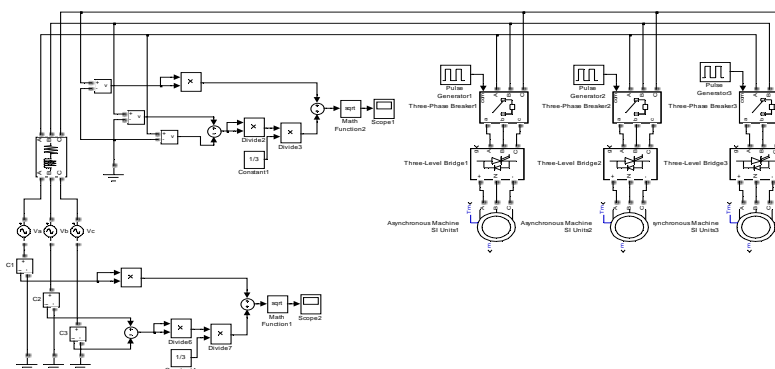 A B C
v
v
v
×
×
×
Divide2
Divide3
1/3
Constant1
sqrt
Math
Function2
Scope1
Pulse
Generator1
Three-Phase Breaker1
Three-Level Bridge1
Asynchronous Machine
SI Units1
Pulse
Generator2
Three-Phase Breaker2
Three-Level Bridge2
Asynchronous Machine
SI Units2
Pulse
Generator3
Three-Phase Breaker3
Three-Level Bridge3
synchronous Machine
SI Units3
A B C
A B C
Va
Vb
Vc
C1
C2
C3
×
×
×
Divide6
Divide7
1/3
sqrt
Math
Function1
Scope2